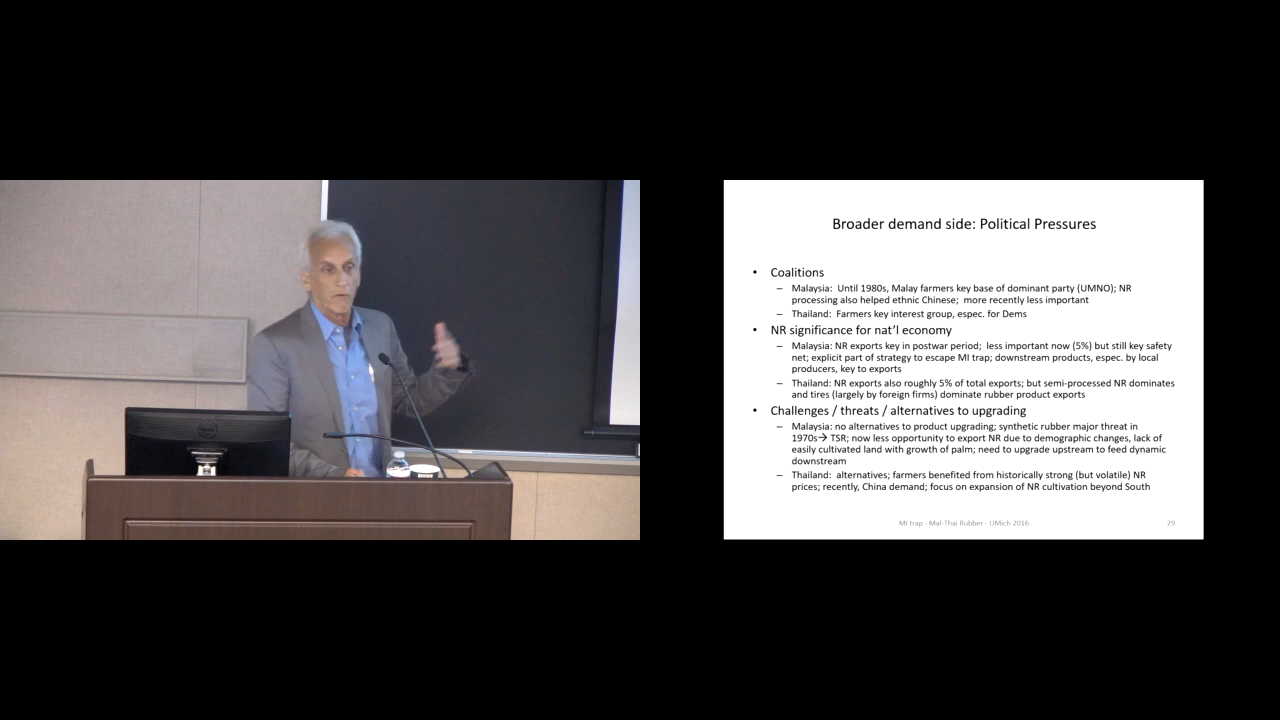 Broader demand side: Political Pressures
• Coalitions
– Malaysia: Until 1980s, Malay farmers key base of dominant party (UMNO); NR
processing also helped ethnic Chinese; more recently less important
– Thailand: Farmers key interest group, espec. for Dems
• NR significance for nat'l economy
– Malaysia: NR exports key in postwar period; less important now (5%) but still key safety
net; explicit part of strategy to escape MI trap; downstream products, espec. by local
producers, key to exports
– Thailand: NR exports also roughly 5% of total exports; but semi-processed NR dominates
and tires (largely by foreign firms) dominate rubber product exports
• Challenges / threats / alternatives to upgrading
– Malaysia: no alternatives to product upgrading; synthetic rubber major threat in
1970s→ TSR; now less opportunity to export NR due to demographic changes, lack of
easily cultivated land with growth of palm; need to upgrade upstream to feed dynamic
downstream
– Thailand: alternatives; farmers benefited from historically strong (but volatile) NR
prices; recently, China demand; focus on expansion of NR cultivation beyond South
MI trap - Mal-Thai Rubber - UMich 2016
29